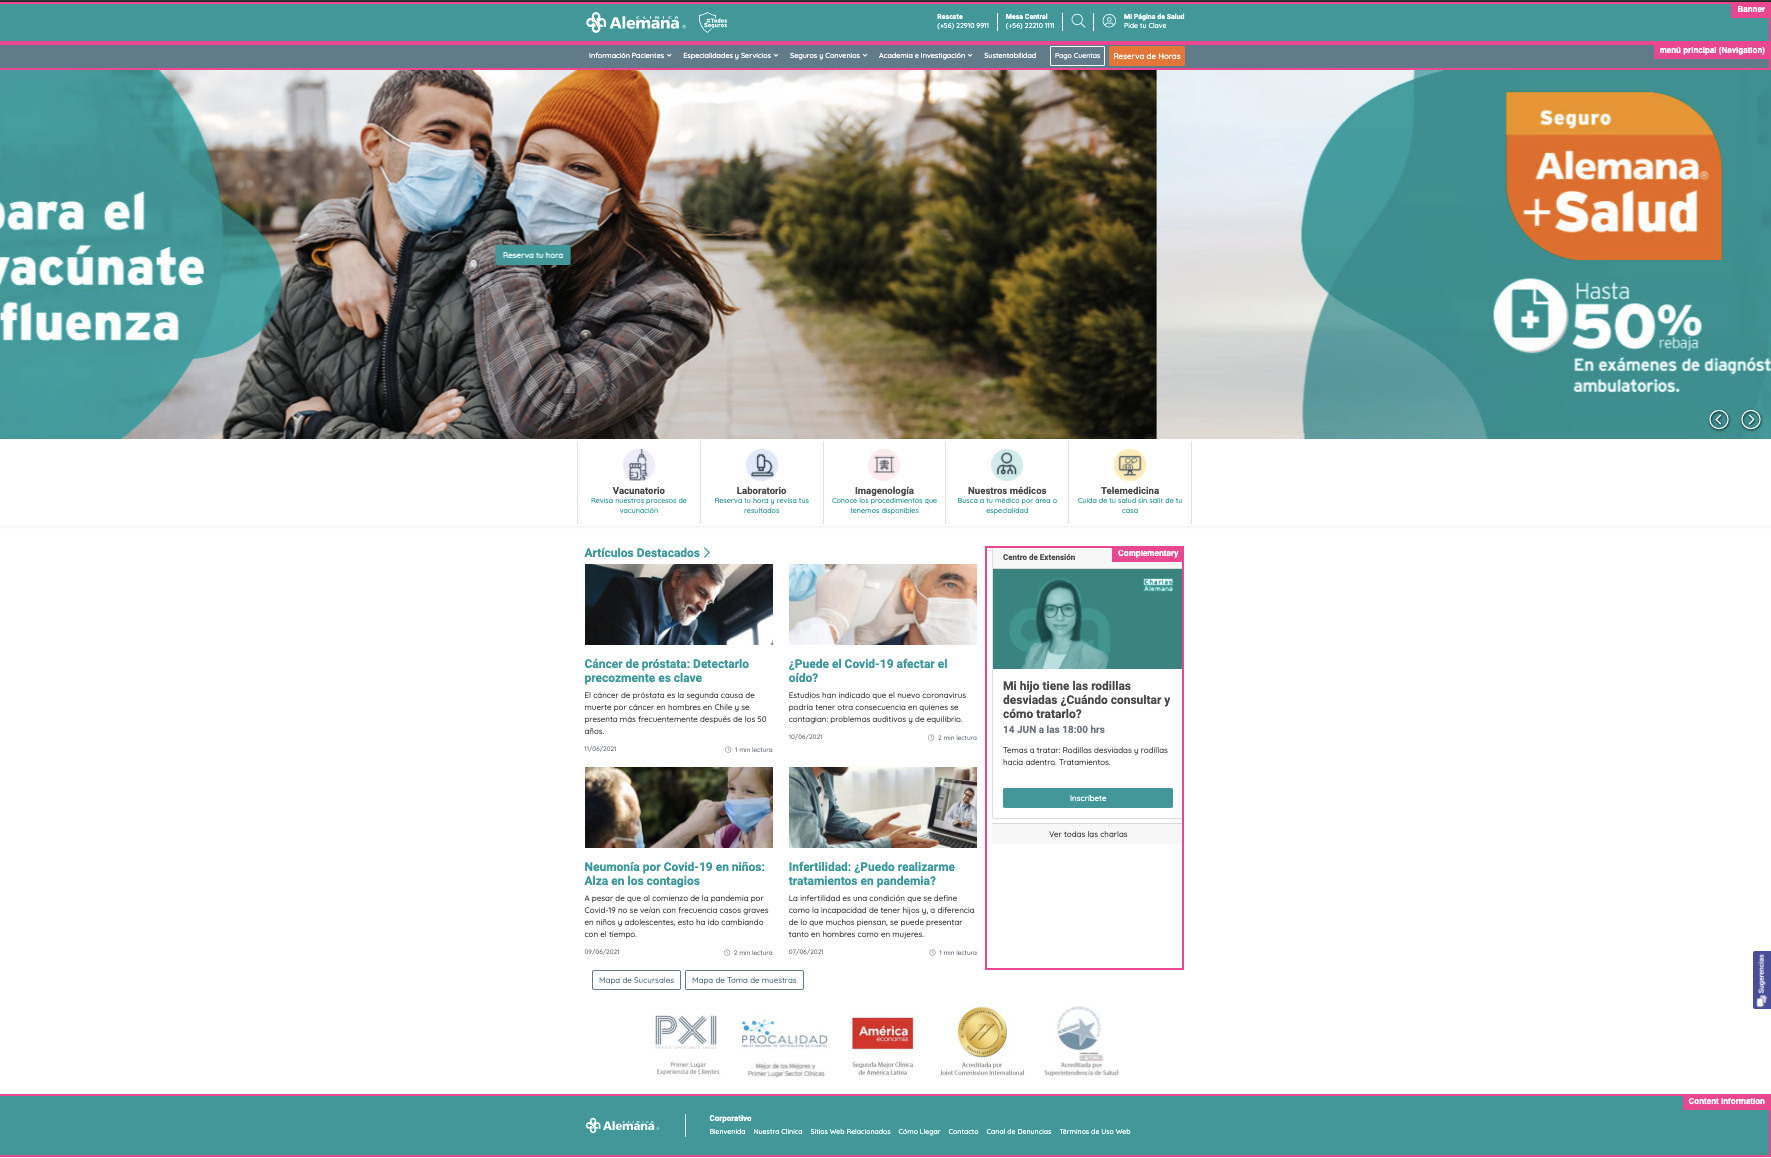 Banner
CLINICA
Alemana
#Todos
Seguros
Rescate
(+56) 22910 9911
Mesa Central
(+56) 22210 1111
Mi Página de Salud
Pide tu Clave
menú principal (Navigation)
Información Pacientes
Especialidades y Servicios
Seguros y Convenios
Academia e Investigación
Sustentabilidad
Pago Cuentas
Reserva de Horas
para el
vacúnate
fluenza
Reserva tu hora
Seguro
Alemana®
+Salud
Hasta
50%
rebaja
En exámenes de diagnóst
ambulatorios.
Vacunatorio
Revisa nuestros procesos de
vacunación
Laboratorio
Reserva tu hora y revisa tus
resultados
Imagenología
Conoce los procedimientos que
tenemos disponibles
Nuestros médicos
Busca a tu médico por área o
especialidad
Telemedicina
Cuida de tu salud sin salir de tu
casa
Artículos Destacados
Cáncer de próstata: Detectarlo
precozmente es clave
El cáncer de próstata es la segunda causa de
muerte por cáncer en hombres en Chile y se
presenta más frecuentemente después de los 50
años.
11/06/2021
1 min lectura
¿Puede el Covid-19 afectar el
oído?
Estudios han indicado que el nuevo coronavirus
podría tener otra consecuencia en quienes se
contagian: problemas auditivos y de equilibrio.
10/06/2021
2 min lectura
Neumonía por Covid-19 en niños:
Alza en los contagios
A pesar de que al comienzo de la pandemia por
Covid-19 no se veían con frecuencia casos graves
en niños y adolescentes, esto ha ido cambiando
con el tiempo.
09/06/2021
2 min lectura
Infertilidad: ¿Puedo realizarme
tratamientos en pandemia?
La infertilidad es una condición que se define
como la incapacidad de tener hijos y, a diferencia
de lo que muchos piensan, se puede presentar
tanto en hombres como en mujeres.
07/06/2021
1 min lectura
Complementary
Centro de Extensión
Charlas
Alemana
Mi hijo tiene las rodillas
desviadas ¿Cuándo consultar y
cómo tratarlo?
14 JUN a las 18:00 hrs
Temas a tratar: Rodillas desviadas y rodillas
hacia adentro. Tratamientos.
Inscríbete
Ver todas las charlas
Sugerencias
Mapa de Sucursales
Mapa de Toma de muestras
PXI
PRAXIS XPERIENCE INDEX
Primer Lugar
Experiencia de Clientes
PROCALIDAD
Mejor de los Mejores y
Primer Lugar Sector Clínicas
América
economía
Segunda Mejor Clínica
de América Latina
Acreditada por
Joint Commission International
Acreditada por
Superintendencia de Salud
Content Information
Alemana
Corporativo
Bienvenida
Nuestra Clínica
Sitios Web Relacionados
Cómo Llegar
Contacto
Canal de Denuncias
Términos de Uso Web